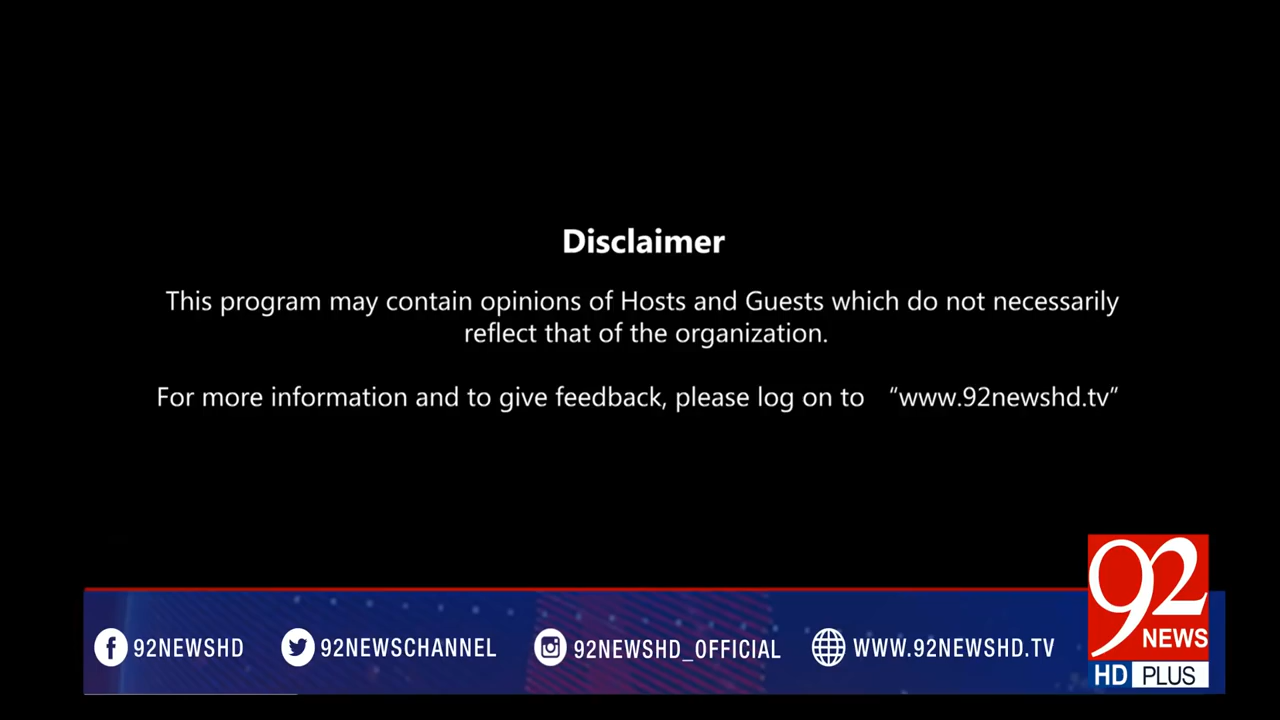 Disclaimer
This program may contain opinions of Hosts and Guests which do not necessarily
reflect that of the organization.
For more information and to give feedback, please log on to “www.92newshd.tv”
92NEWSHD
92NEWSCHANNEL
92NEWSHD_OFFICIAL
WWW.92NEWSHD.TV
92
NEWS
HD PLUS